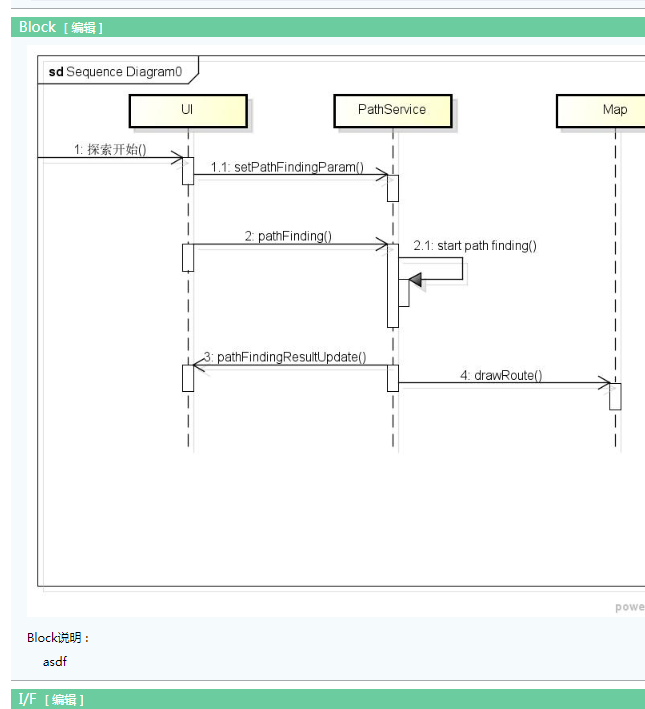 Block [ 编辑 ]
sd Sequence Diagram0
UI
PathService
Map
1: 探索开始()
1.1: setPathFindingParam()
2: pathFinding()
2.1: start path finding()
3: pathFindingResultUpdate()
4: drawRoute()
powe
Block说明：
asdf
I/F [ 编辑 ]